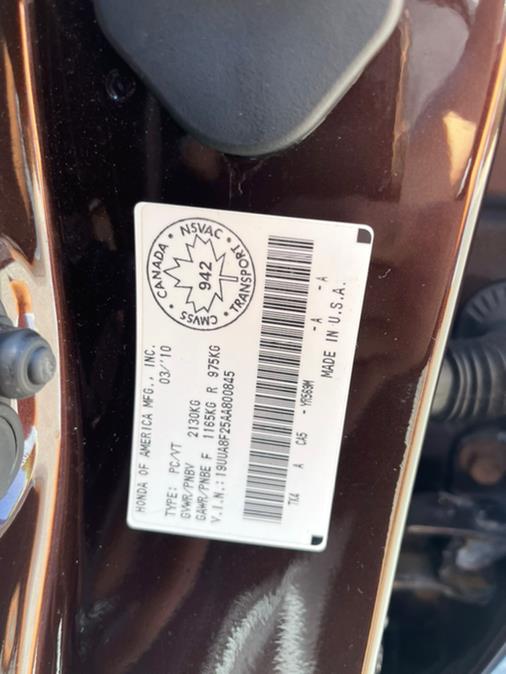 HONDA OF AMERICA MFG., INC.
03/'10
TYPE: PC/VT
GVWR/PNBV 2130KG
GAWR/PNBE F 1165KG R 975KG
V.I.N.: 19UUA8F25AA800845
CANADA • NSVAC • TRANSPORT • CMVSS •
942
7X4 A CA5 -YR569M -A -A
MADE IN U.S.A.